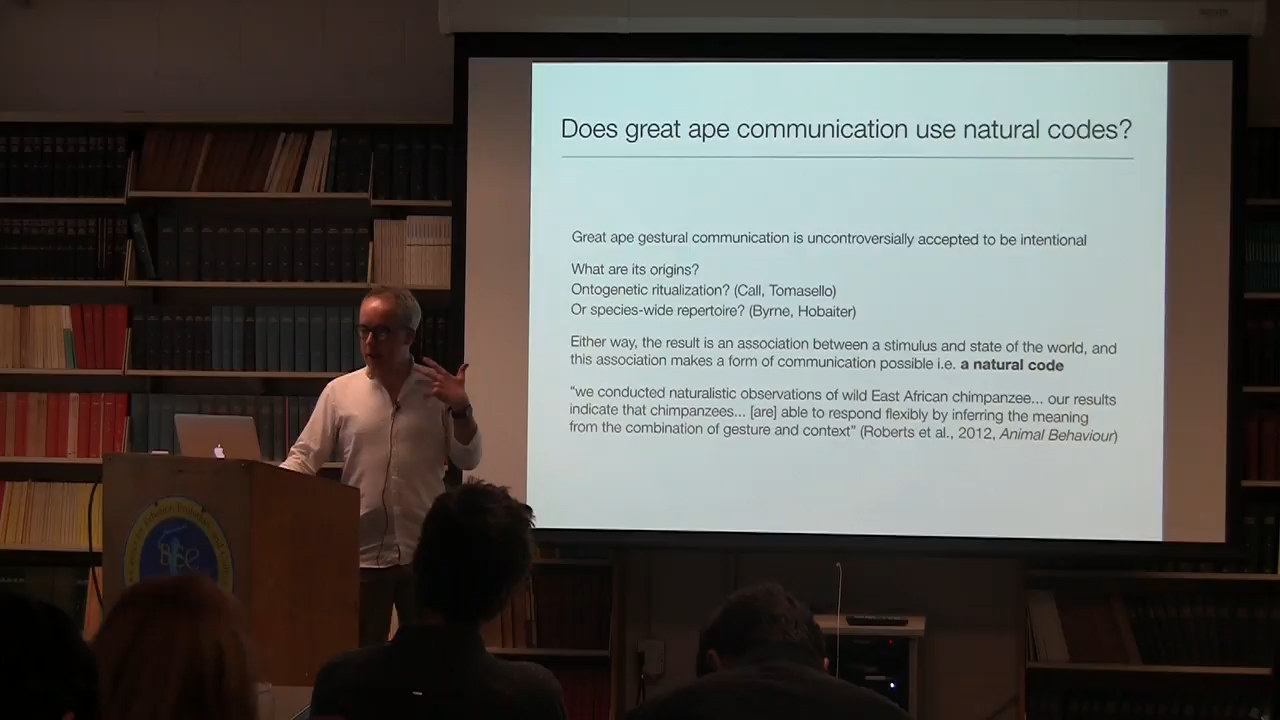 Does great ape communication use natural codes?
Great ape gestural communication is uncontroversially accepted to be intentional
What are its origins?
Ontogenetic ritualization? (Call, Tomasello)
Or species-wide repertoire? (Byrne, Hobaiter)
Either way, the result is an association between a stimulus and state of the world, and
this association makes a form of communication possible i.e. a natural code
"we conducted naturalistic observations of wild East African chimpanzee... our results
indicate that chimpanzees... [are] able to respond flexibly by inferring the meaning
from the combination of gesture and context" (Roberts et al., 2012, Animal Behaviour)